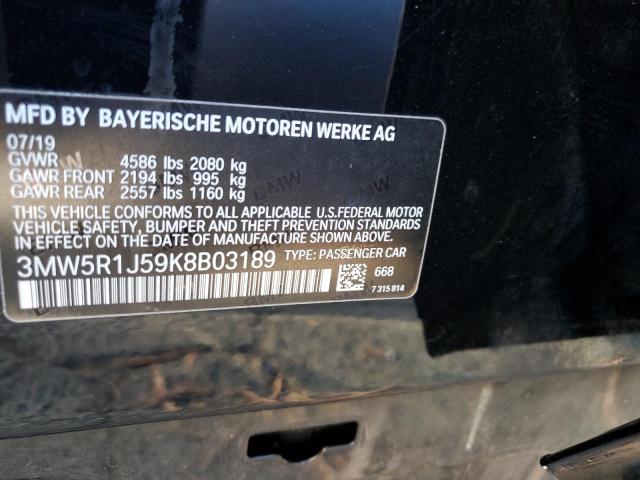 MFD BY BAYERISCHE MOTOREN WERKE AG
07/19
GVWR 4586 lbs 2080 kg
GAWR FRONT 2194 lbs 995 kg
GAWR REAR 2557 lbs 1160 kg
THIS VEHICLE CONFORMS TO ALL APPLICABLE U.S.FEDERAL MOTOR
VEHICLE SAFETY, BUMPER AND THEFT PREVENTION STANDARDS
IN EFFECT ON THE DATE OF MANUFACTURE SHOWN ABOVE.
3MW5R1J59K8B03189 TYPE: PASSENGER CAR
668
7 315 814